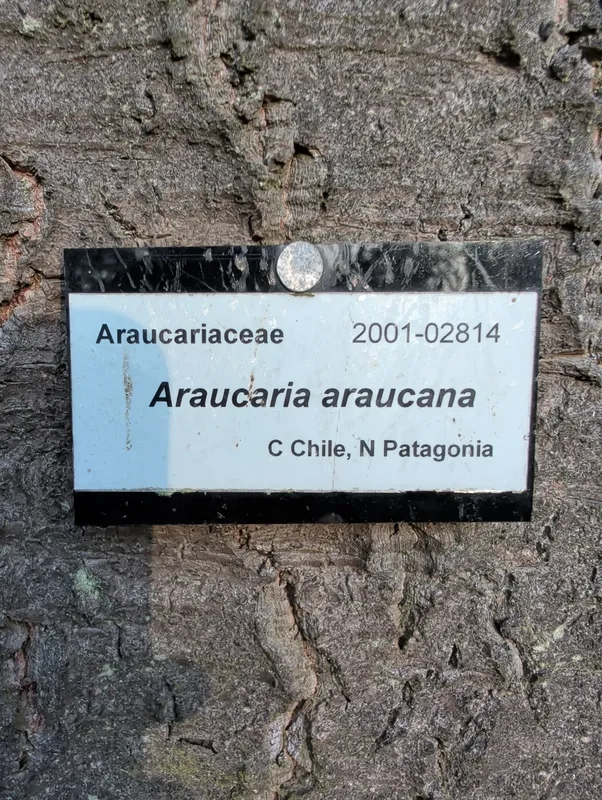 Araucariaceae 2001-02814
Araucaria araucana
C Chile, N Patagonia